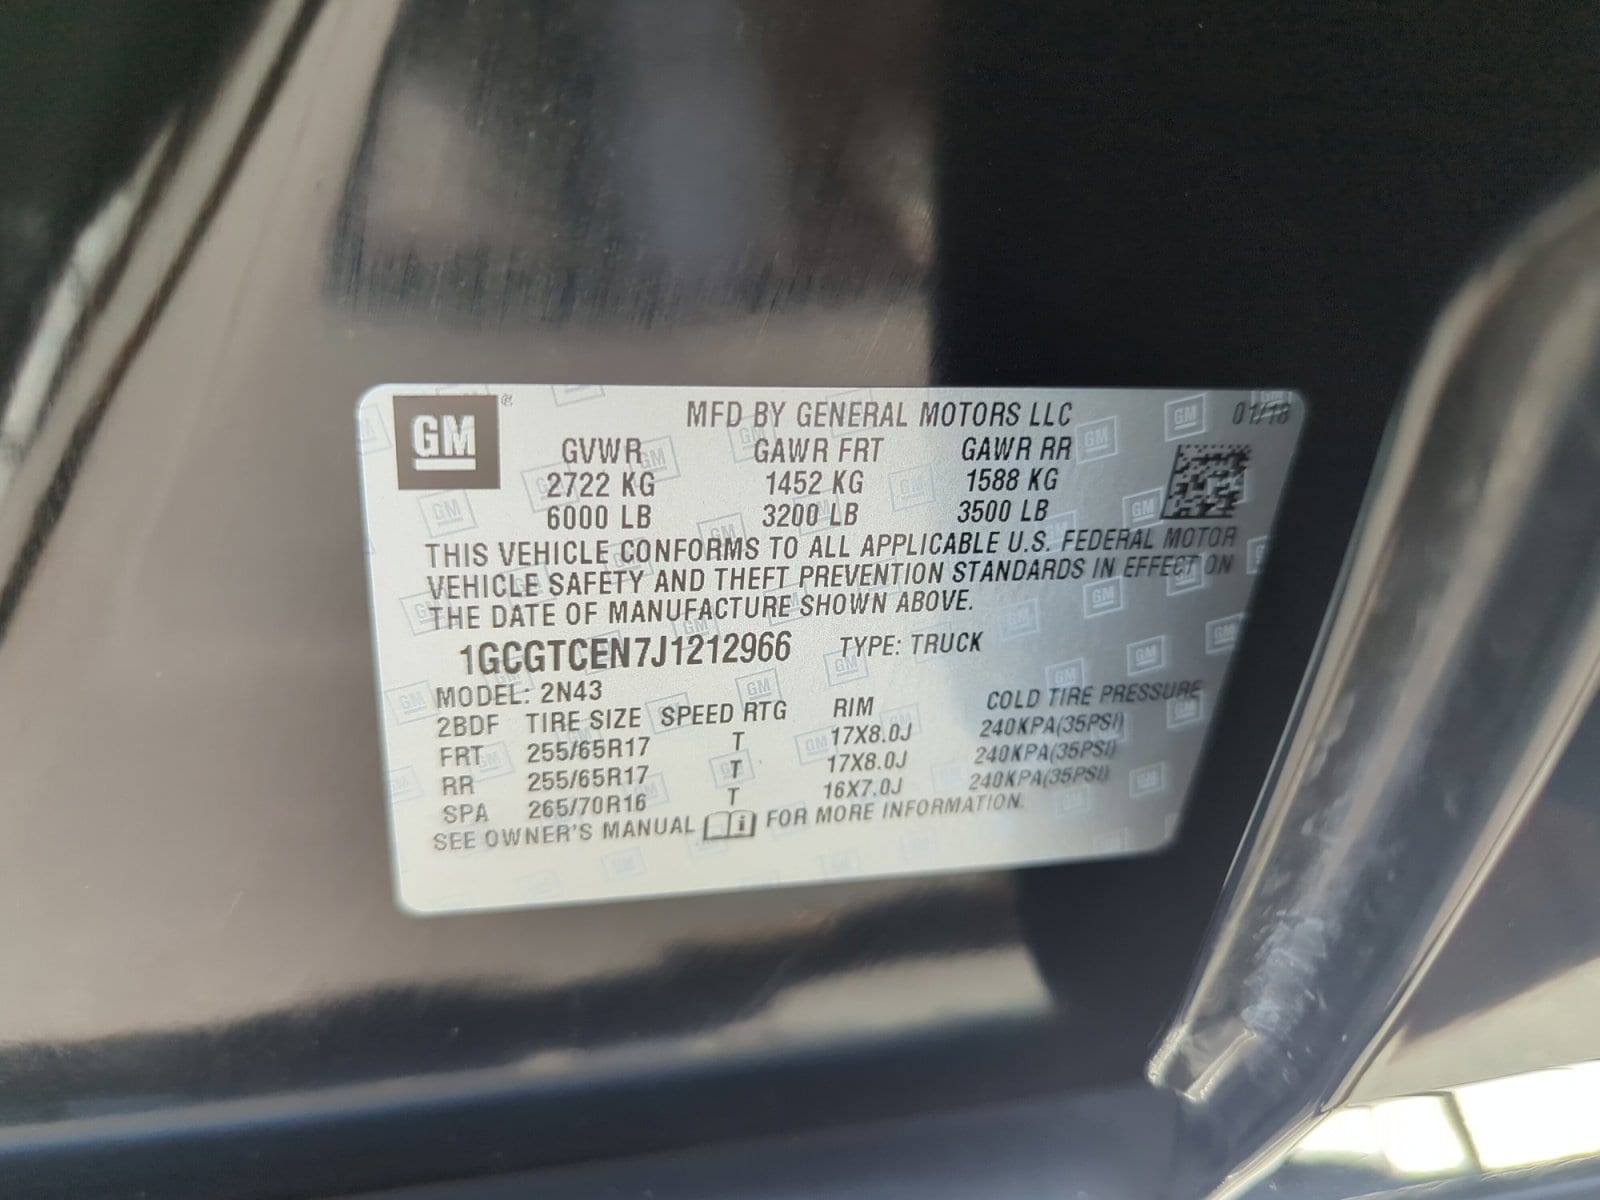 GM®
MFD BY GENERAL MOTORS LLC 01/18
GVWR GAWR FRT GAWR RR
2722 KG 1452 KG 1588 KG
6000 LB 3200 LB 3500 LB
THIS VEHICLE CONFORMS TO ALL APPLICABLE U.S. FEDERAL MOTOR
VEHICLE SAFETY AND THEFT PREVENTION STANDARDS IN EFFECT ON
THE DATE OF MANUFACTURE SHOWN ABOVE.
1GCGTCEN7J1212966 TYPE: TRUCK
MODEL: 2N43
2BDF TIRE SIZE SPEED RTG RIM COLD TIRE PRESSURE
FRT 255/65R17 T 17X8.0J 240KPA(35PSI)
RR 255/65R17 T 17X8.0J 240KPA(35PSI)
SPA 265/70R16 T 16X7.0J 240KPA(35PSI)
SEE OWNER'S MANUAL i FOR MORE INFORMATION.